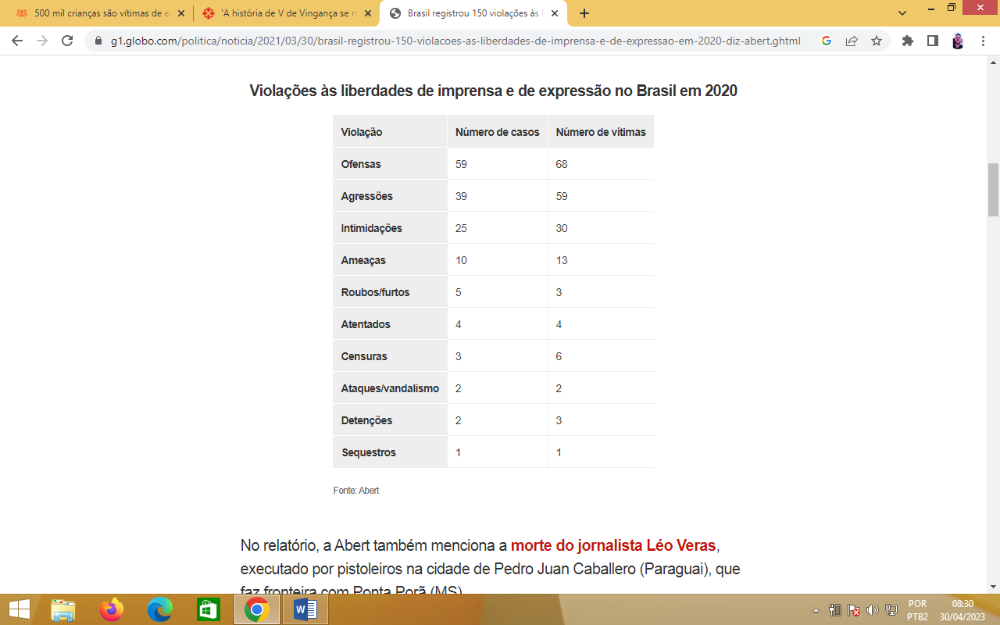 500 mil crianças são vítimas de e
'A história de V de Vingança se m
Brasil registrou 150 violações às l
g1.globo.com/politica/noticia/2021/03/30/brasil-registrou-150-violacoes-as-liberdades-de-imprensa-e-de-expressao-em-2020-diz-abert.ghtml
Violações às liberdades de imprensa e de expressão no Brasil em 2020
Violação Número de casos Número de vítimas
Ofensas 59 68
Agressões 39 59
Intimidações 25 30
Ameaças 10 13
Roubos/furtos 5 3
Atentados 4 4
Censuras 3 6
Ataques/vandalismo 2 2
Detenções 2 3
Sequestros 1 1
Fonte: Abert
No relatório, a Abert também menciona a morte do jornalista Léo Veras,
executado por pistoleiros na cidade de Pedro Juan Caballero (Paraguai), que
faz fronteira com Ponta Porã (MS)
POR 08:30
PTB2 30/04/2023